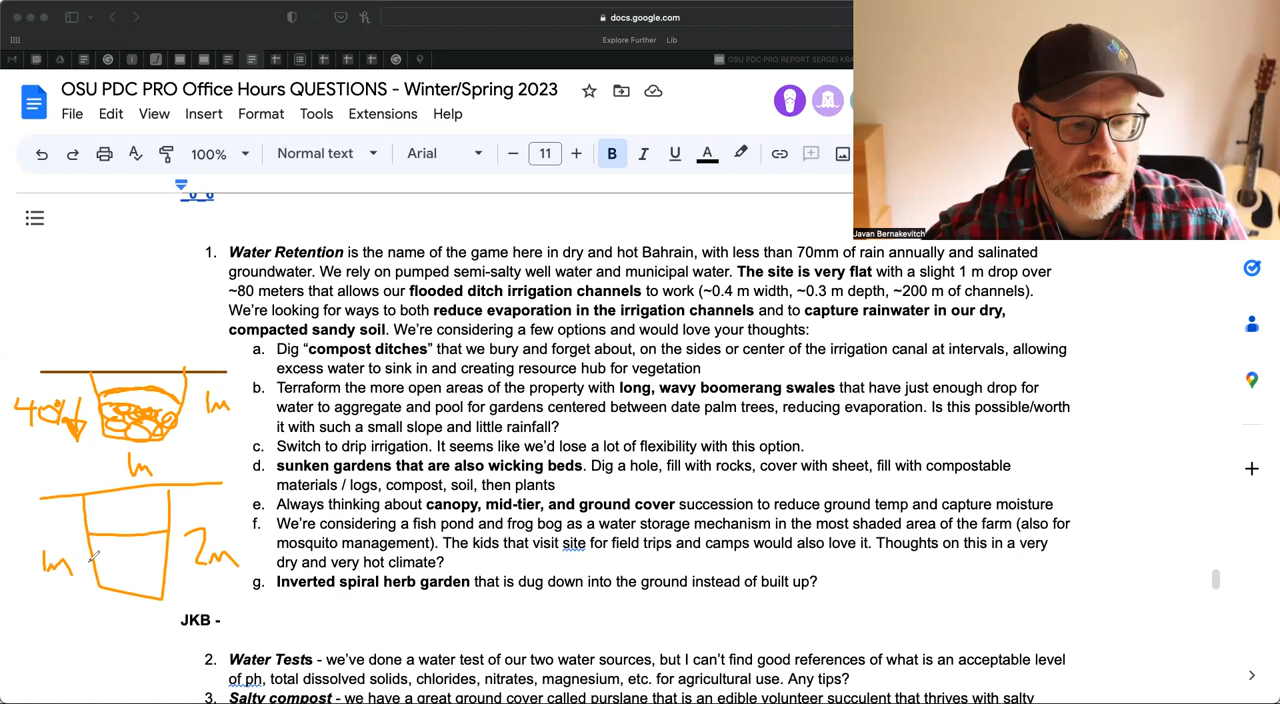 docs.google.com
Explore Further Lib
OSU PDC PRO REPORT SERGEI KRA
OSU PDC PRO Office Hours QUESTIONS - Winter/Spring 2023
File Edit View Insert Format Tools Extensions Help
100% Normal text Arial − 11 + B I U A
Javan Bernakevitch
1. Water Retention is the name of the game here in dry and hot Bahrain, with less than 70mm of rain annually and salinated
groundwater. We rely on pumped semi-salty well water and municipal water. The site is very flat with a slight 1 m drop over
~80 meters that allows our flooded ditch irrigation channels to work (~0.4 m width, ~0.3 m depth, ~200 m of channels).
We're looking for ways to both reduce evaporation in the irrigation channels and to capture rainwater in our dry,
compacted sandy soil. We're considering a few options and would love your thoughts:
a. Dig "compost ditches" that we bury and forget about, on the sides or center of the irrigation canal at intervals, allowing
excess water to sink in and creating resource hub for vegetation
b. Terraform the more open areas of the property with long, wavy boomerang swales that have just enough drop for
water to aggregate and pool for gardens centered between date palm trees, reducing evaporation. Is this possible/worth
it with such a small slope and little rainfall?
c. Switch to drip irrigation. It seems like we'd lose a lot of flexibility with this option.
d. sunken gardens that are also wicking beds. Dig a hole, fill with rocks, cover with sheet, fill with compostable
materials / logs, compost, soil, then plants
e. Always thinking about canopy, mid-tier, and ground cover succession to reduce ground temp and capture moisture
f. We're considering a fish pond and frog bog as a water storage mechanism in the most shaded area of the farm (also for
mosquito management). The kids that visit site for field trips and camps would also love it. Thoughts on this in a very
dry and very hot climate?
g. Inverted spiral herb garden that is dug down into the ground instead of built up?
40% 1m
1m
1m 2m
JKB -
2. Water Tests - we've done a water test of our two water sources, but I can't find good references of what is an acceptable level
of ph, total dissolved solids, chlorides, nitrates, magnesium, etc. for agricultural use. Any tips?
3. Salty compost - we have a great ground cover called purslane that is an edible volunteer succulent that thrives with salty